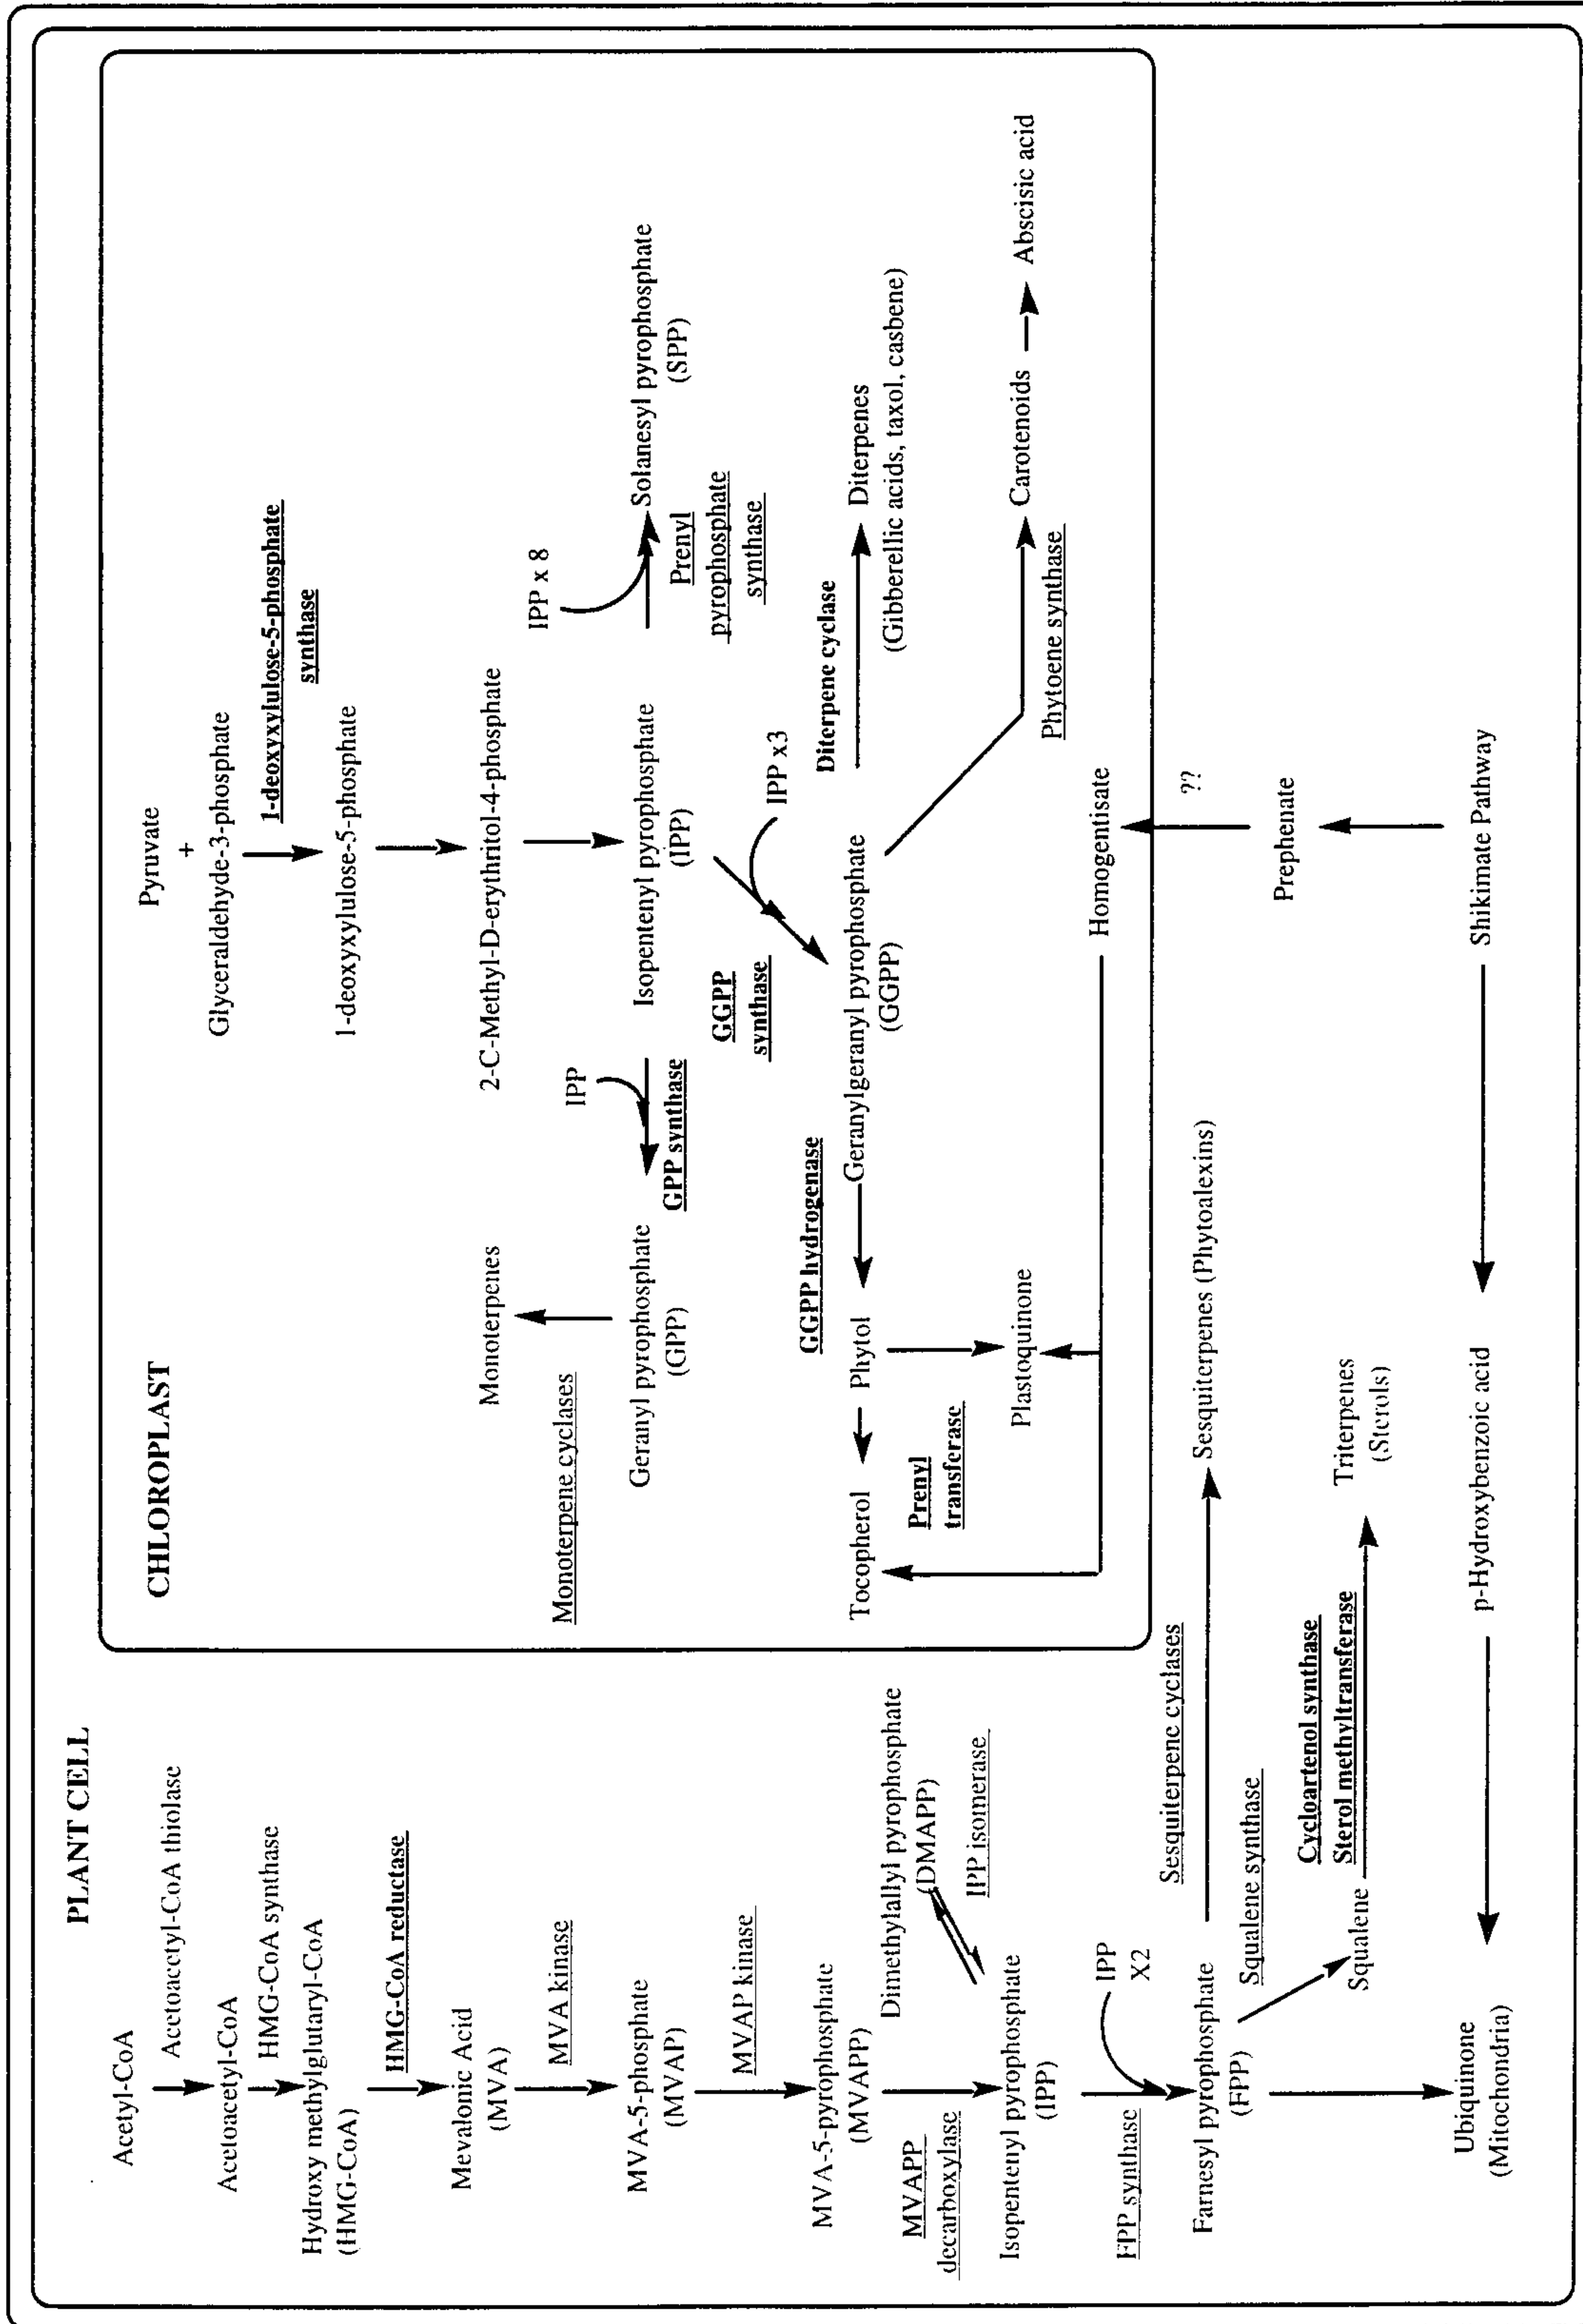 PLANT CELL
Acetyl-CoA
Acetoacetyl-CoA thiolase
Acetoacetyl-CoA
HMG-CoA synthase
Hydroxy methylglutaryl-CoA
(HMG-CoA)
HMG-CoA reductase
Mevalonic Acid
(MVA)
MVA kinase
MVA-5-phosphate
(MVAP)
MVAP kinase
MVA-5-pyrophosphate
(MVAPP)
MVAPP
decarboxylase
Dimethylallyl pyrophosphate
(DMAPP)
IPP isomerase
Isopentenyl pyrophosphate
(IPP)
IPP
X2
FPP synthase
Farnesyl pyrophosphate
(FPP)
Sesquiterpene cyclases
Sesquiterpenes (Phytoalexins)
Squalene synthase
Squalene
Cycloartenol synthase
Sterol methyltransferase
Triterpenes
(Sterols)
Ubiquinone
(Mitochondria)
p-Hydroxybenzoic acid
Shikimate Pathway
Prephenate
??
CHLOROPLAST
Pyruvate
+
Glyceraldehyde-3-phosphate
1-deoxyxylulose-5-phosphate
synthase
1-deoxyxylulose-5-phosphate
2-C-Methyl-D-erythritol-4-phosphate
Monoterpenes
Monoterpene cyclases
Geranyl pyrophosphate
(GPP)
IPP
GPP synthase
Isopentenyl pyrophosphate
(IPP)
IPP x 8
Solanesyl pyrophosphate
(SPP)
Prenyl
pyrophosphate
synthase
GGPP
synthase
IPP x3
GGPP hydrogenase
Tocopherol
Phytol
Geranylgeranyl pyrophosphate
(GGPP)
Diterpene cyclase
Diterpenes
(Gibberellic acids, taxol, casbene)
Prenyl
transferase
Plastoquinone
Phytoene synthase
Carotenoids
Abscisic acid
Homogentisate